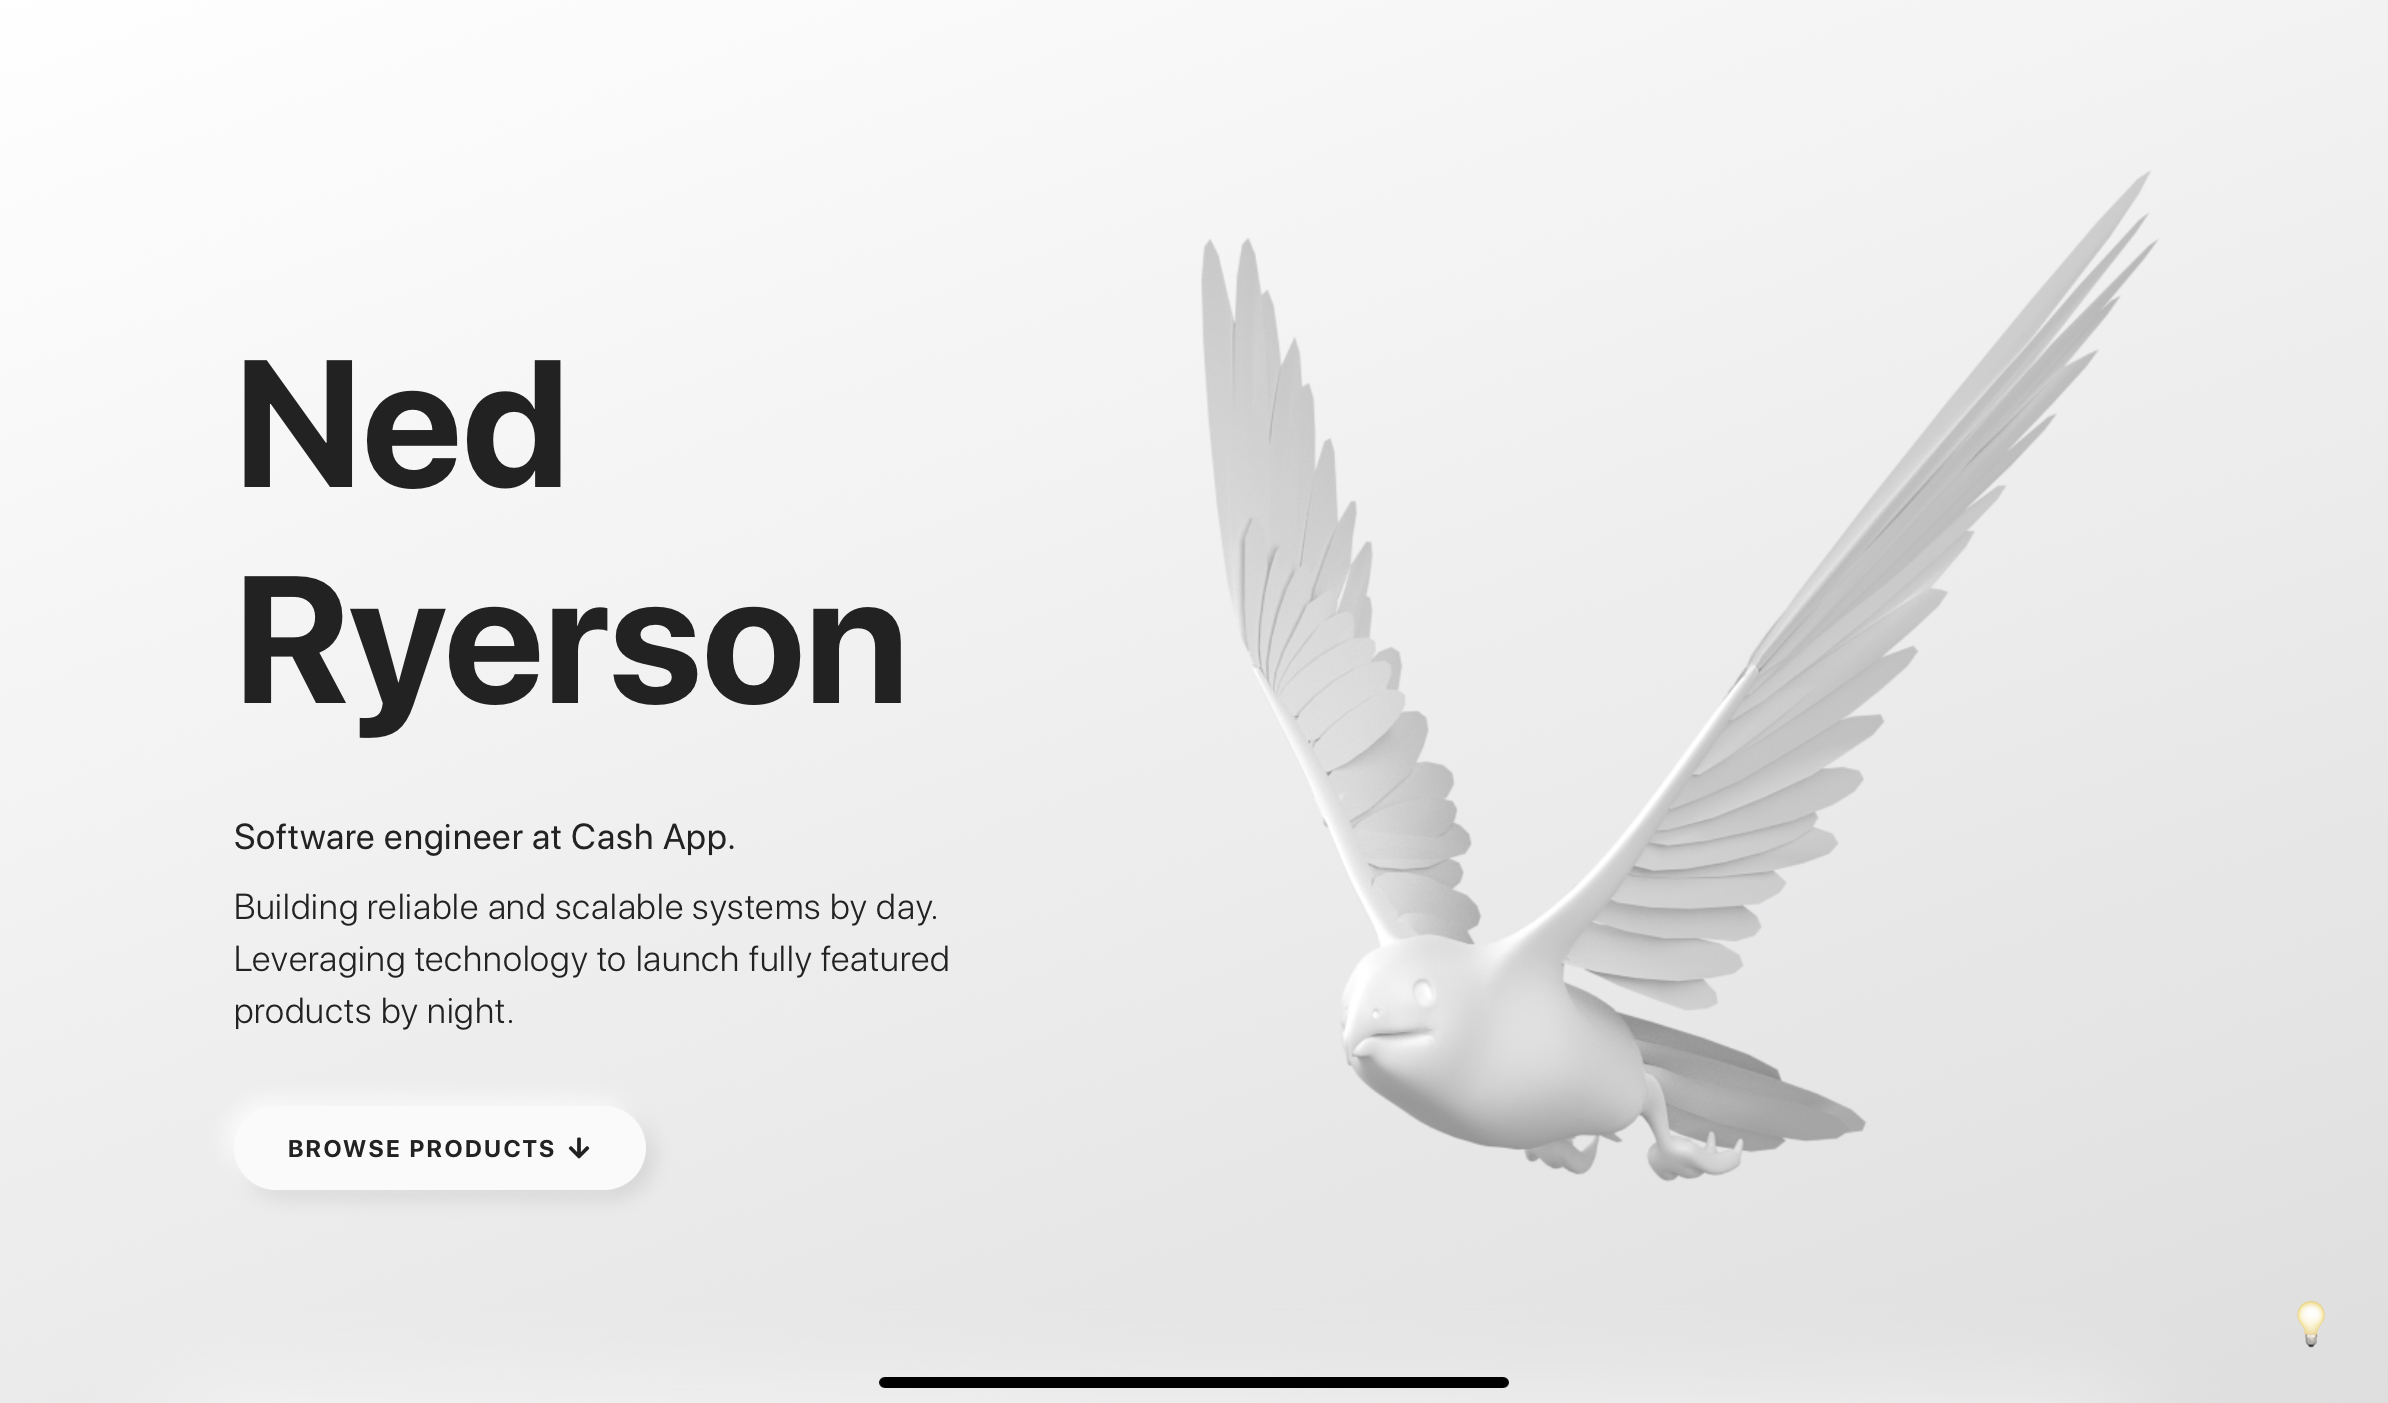 Ned
Ryerson
Software engineer at Cash App.
Building reliable and scalable systems by day.
Leveraging technology to launch fully featured
products by night.
BROWSE PRODUCTS ↓